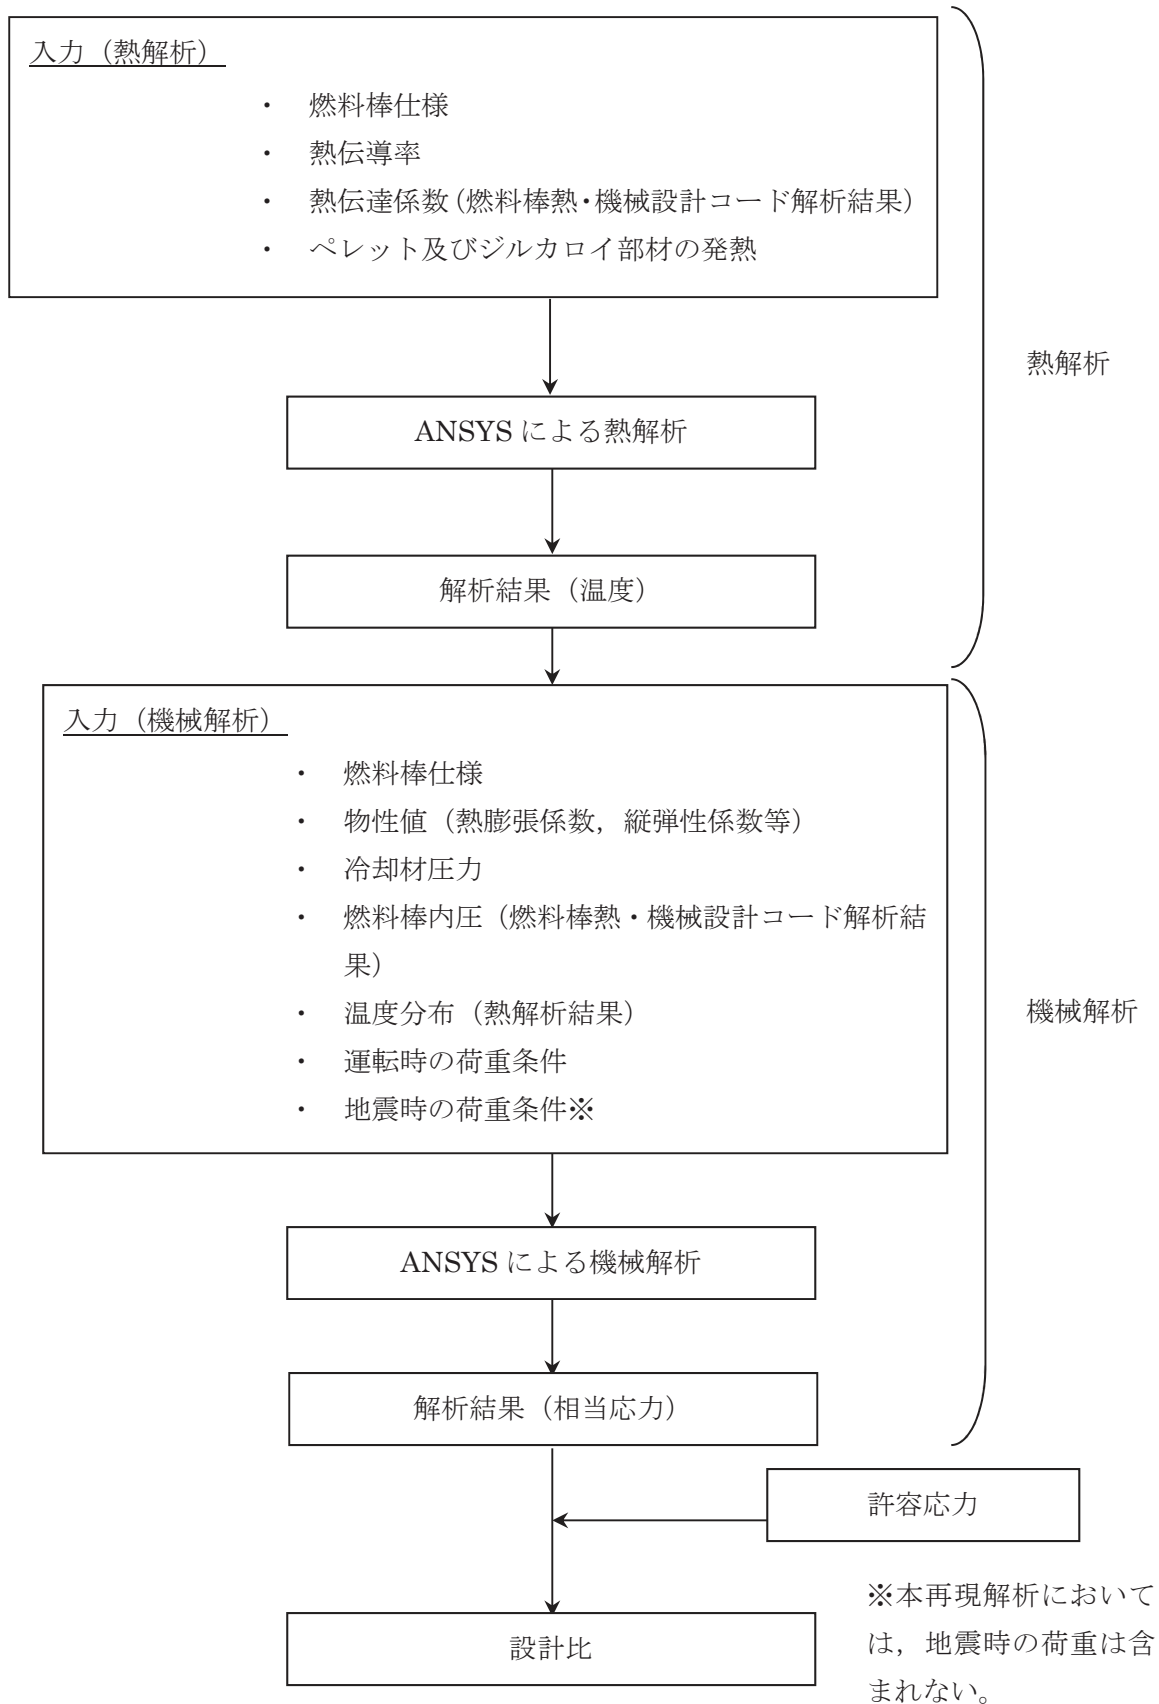 入力（熱解析）
・ 燃料棒仕様
・ 熱伝導率
・ 熱伝達係数（燃料棒熱・機械設計コード解析結果）
・ ペレット及びジルカロイ部材の発熱
熱解析
ANSYS による熱解析
解析結果（温度）
入力（機械解析）
・ 燃料棒仕様
・ 物性値（熱膨張係数，縦弾性係数等）
・ 冷却材圧力
・ 燃料棒内圧（燃料棒熱・機械設計コード解析結
果）
・ 温度分布（熱解析結果）
・ 運転時の荷重条件
・ 地震時の荷重条件※
機械解析
ANSYS による機械解析
解析結果（相当応力）
許容応力
設計比
※本再現解析において
は，地震時の荷重は含
まれない。